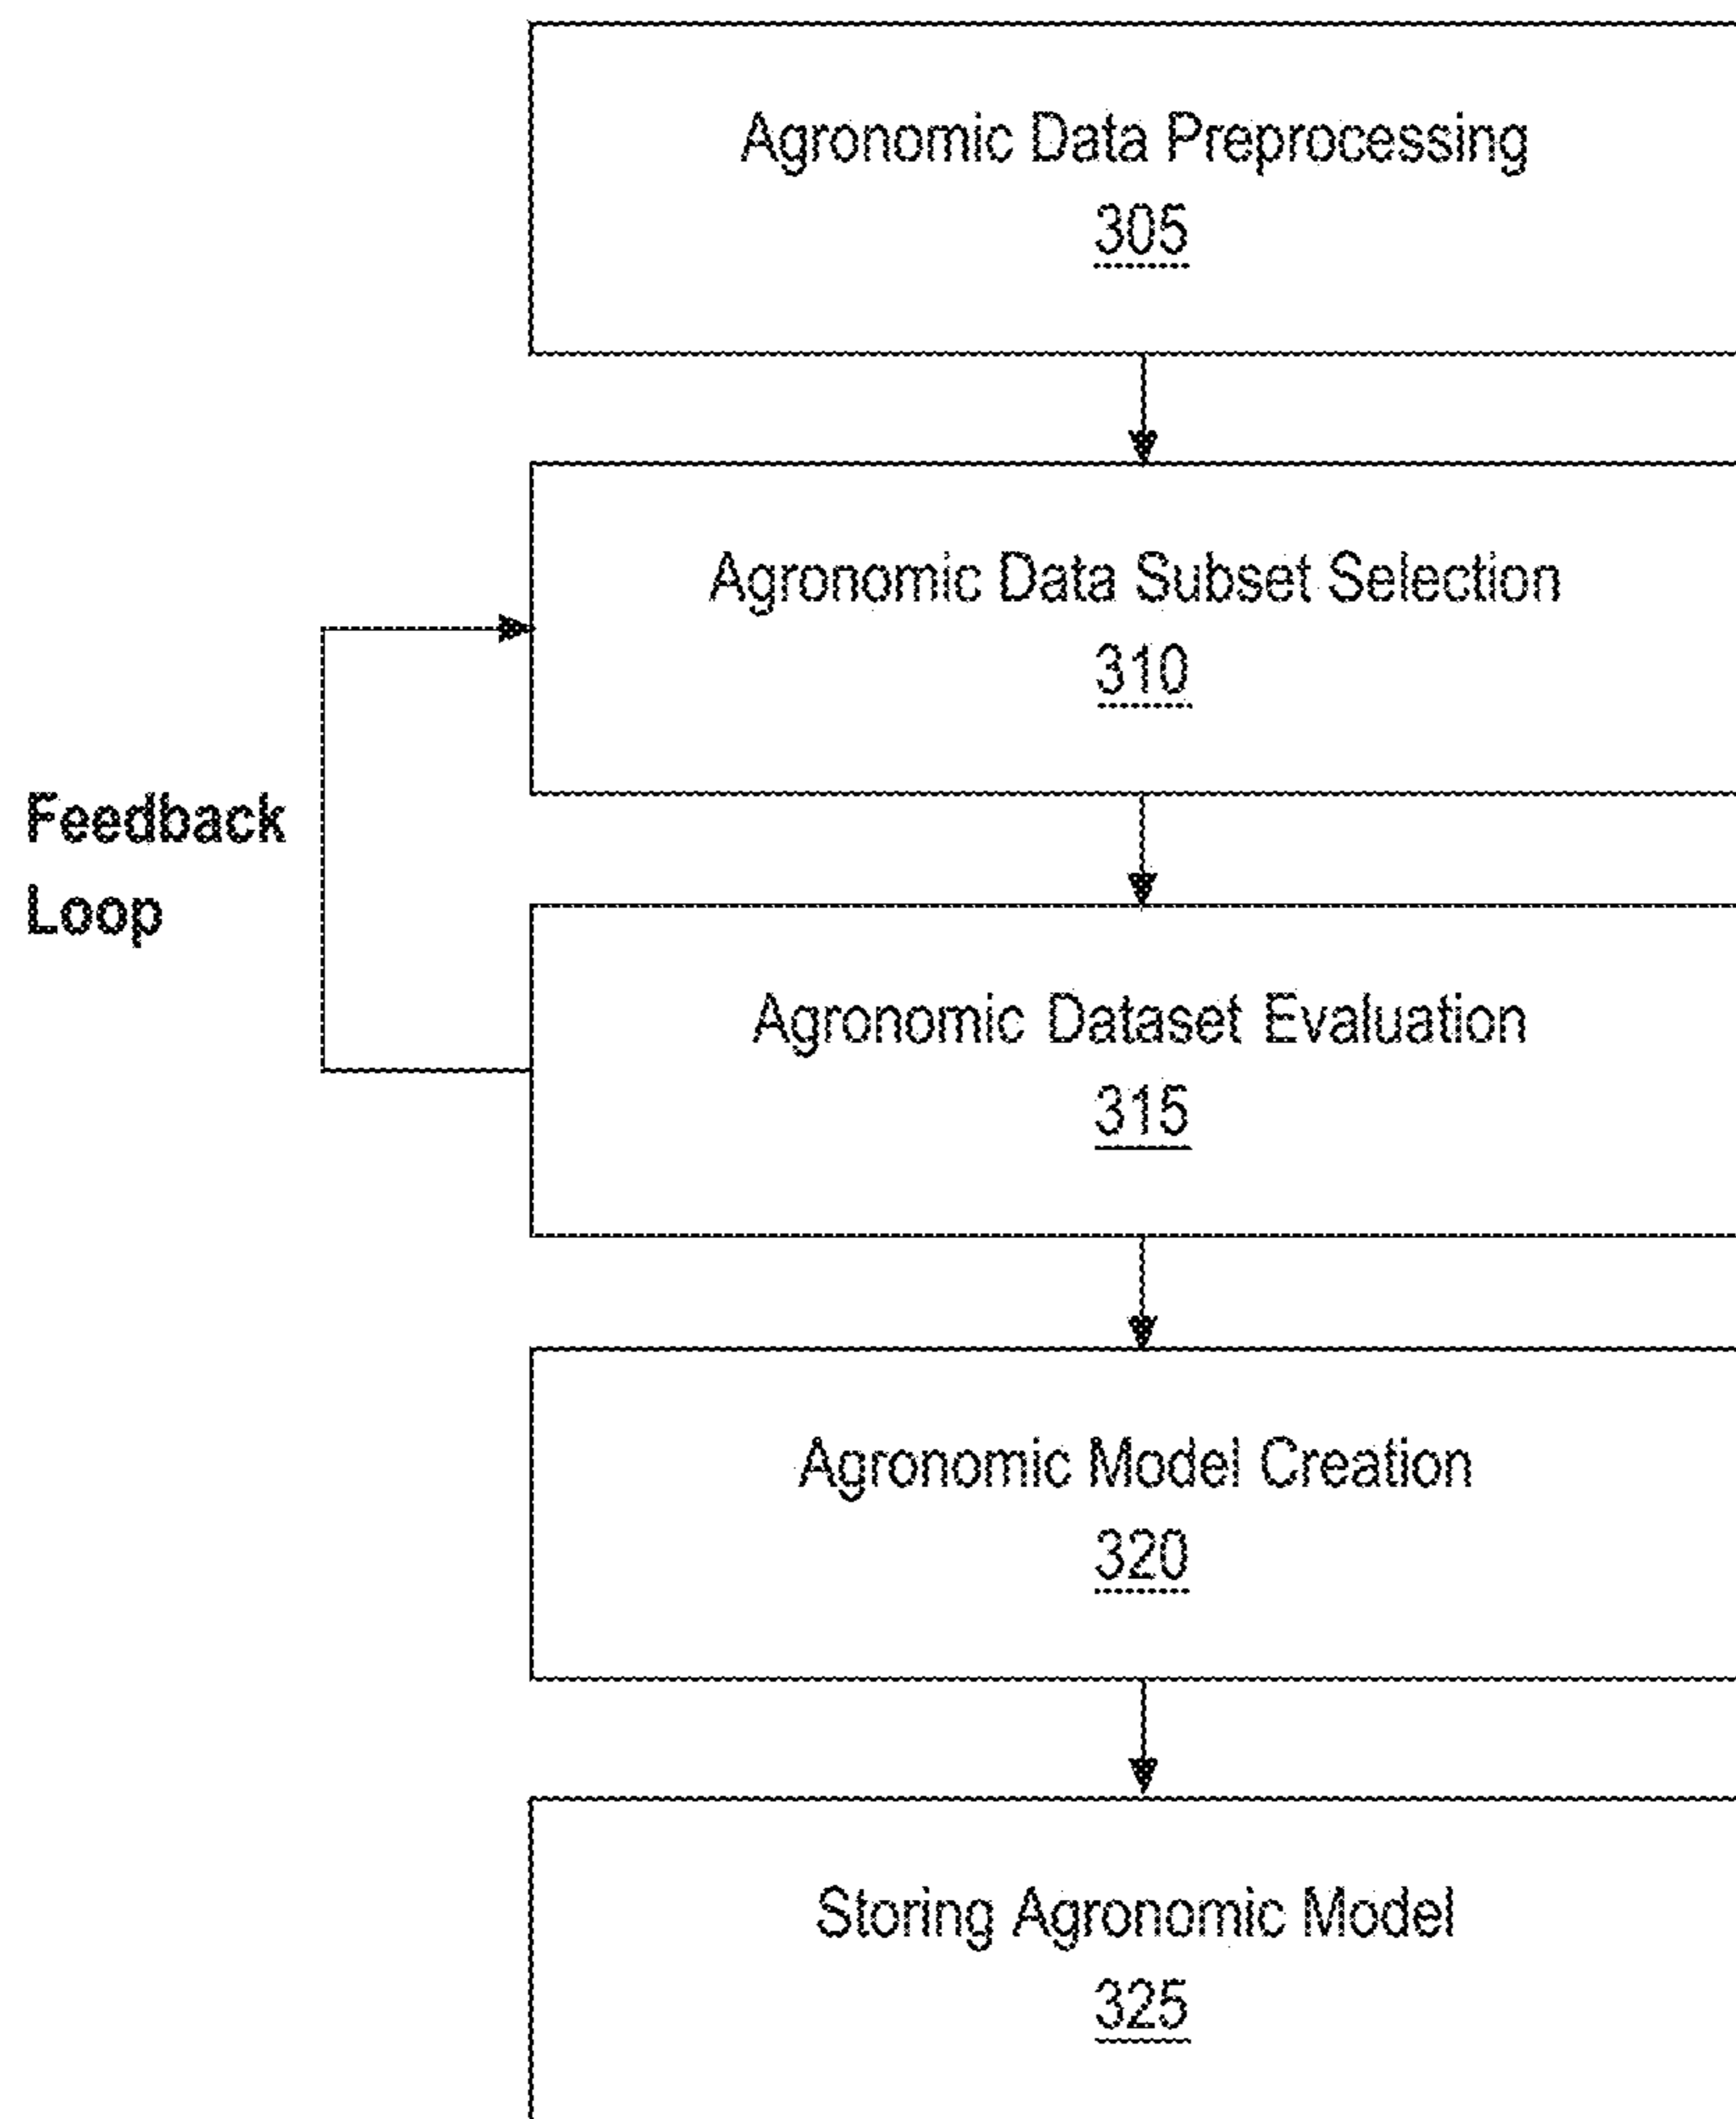 Agronomic Data Preprocessing
305
Agronomic Data Subset Selection
310
Feedback
Loop
Agronomic Dataset Evaluation
315
Agronomic Model Creation
320
Storing Agronomic Model
325